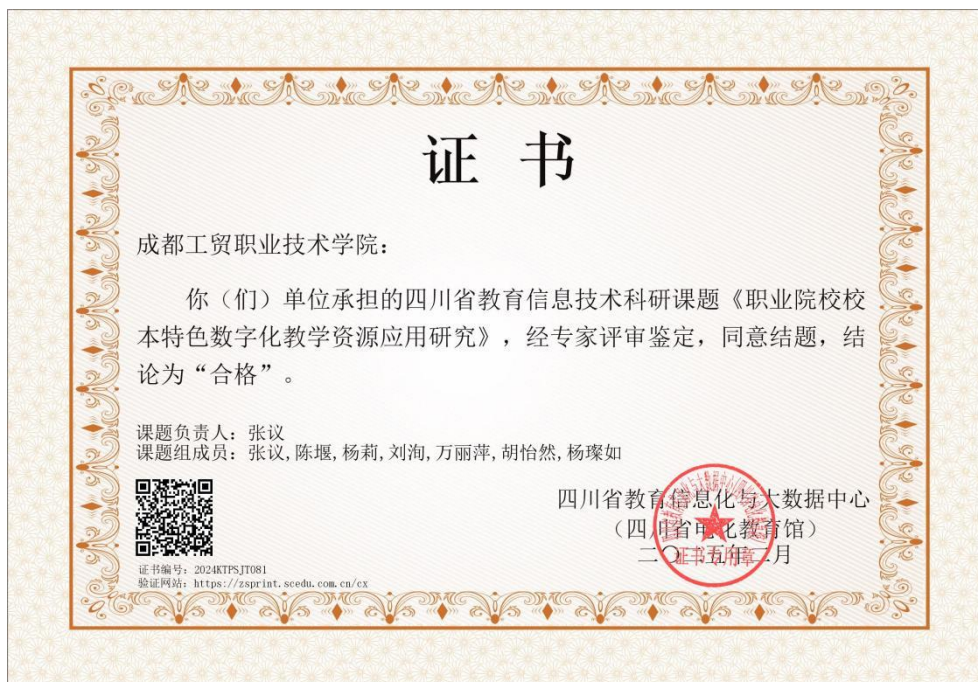 证书
成都工贸职业技术学院：
你（们）单位承担的四川省教育信息技术科研课题《职业院校校
本特色数字化教学资源应用研究》，经专家评审鉴定，同意结题，结
论为“合格”。
课题负责人：张议
课题组成员：张议，陈堰，杨莉，刘洵，万丽萍，胡怡然，杨璨如
四川省教育信息化与大数据中心
（四川省电化教育馆）
二〇二五年二月
证书专用章
证书编号：2024KTPSJT081
验证网站：https://zsprint.scedu.com.cn/cx